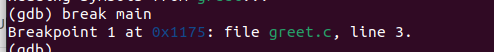 (gdb) break main
Breakpoint 1 at 0x1175: file greet.c, line 3.
(gdb)